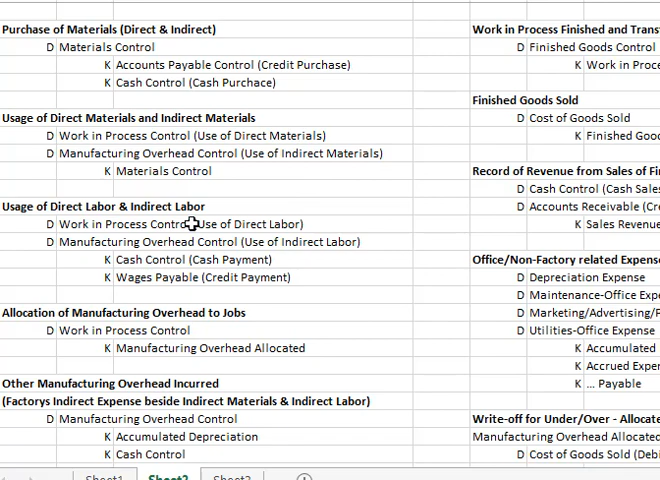 Purchase of Materials (Direct & Indirect)
D Materials Control
K Accounts Payable Control (Credit Purchase)
K Cash Control (Cash Purchace)
Usage of Direct Materials and Indirect Materials
D Work in Process Control (Use of Direct Materials)
D Manufacturing Overhead Control (Use of Indirect Materials)
K Materials Control
Usage of Direct Labor & Indirect Labor
D Work in Process Contro Use of Direct Labor)
D Manufacturing Overhead Control (Use of Indirect Labor)
K Cash Control (Cash Payment)
K Wages Payable (Credit Payment)
Allocation of Manufacturing Overhead to Jobs
D Work in Process Control
K Manufacturing Overhead Allocated
Other Manufacturing Overhead Incurred
(Factorys Indirect Expense beside Indirect Materials & Indirect Labor)
D Manufacturing Overhead Control
K Accumulated Depreciation
K Cash Control
Work in Process Finished and Trans
D Finished Goods Control
K Work in Proce
Finished Goods Sold
D Cost of Goods Sold
K Finished Goo
Record of Revenue from Sales of Fi
D Cash Control (Cash Sales
D Accounts Receivable (Cre
K Sales Revenue
Office/Non-Factory related Expense
D Depreciation Expense
D Maintenance-Office Expe
D Marketing/Advertising/P
D Utilities-Office Expense
K Accumulated
K Accrued Exper
K ... Payable
Write-off for Under/Over - Allocate
Manufacturing Overhead Allocated
D Cost of Goods Sold (Debi
Sheet1 Sheet2 Sheet3